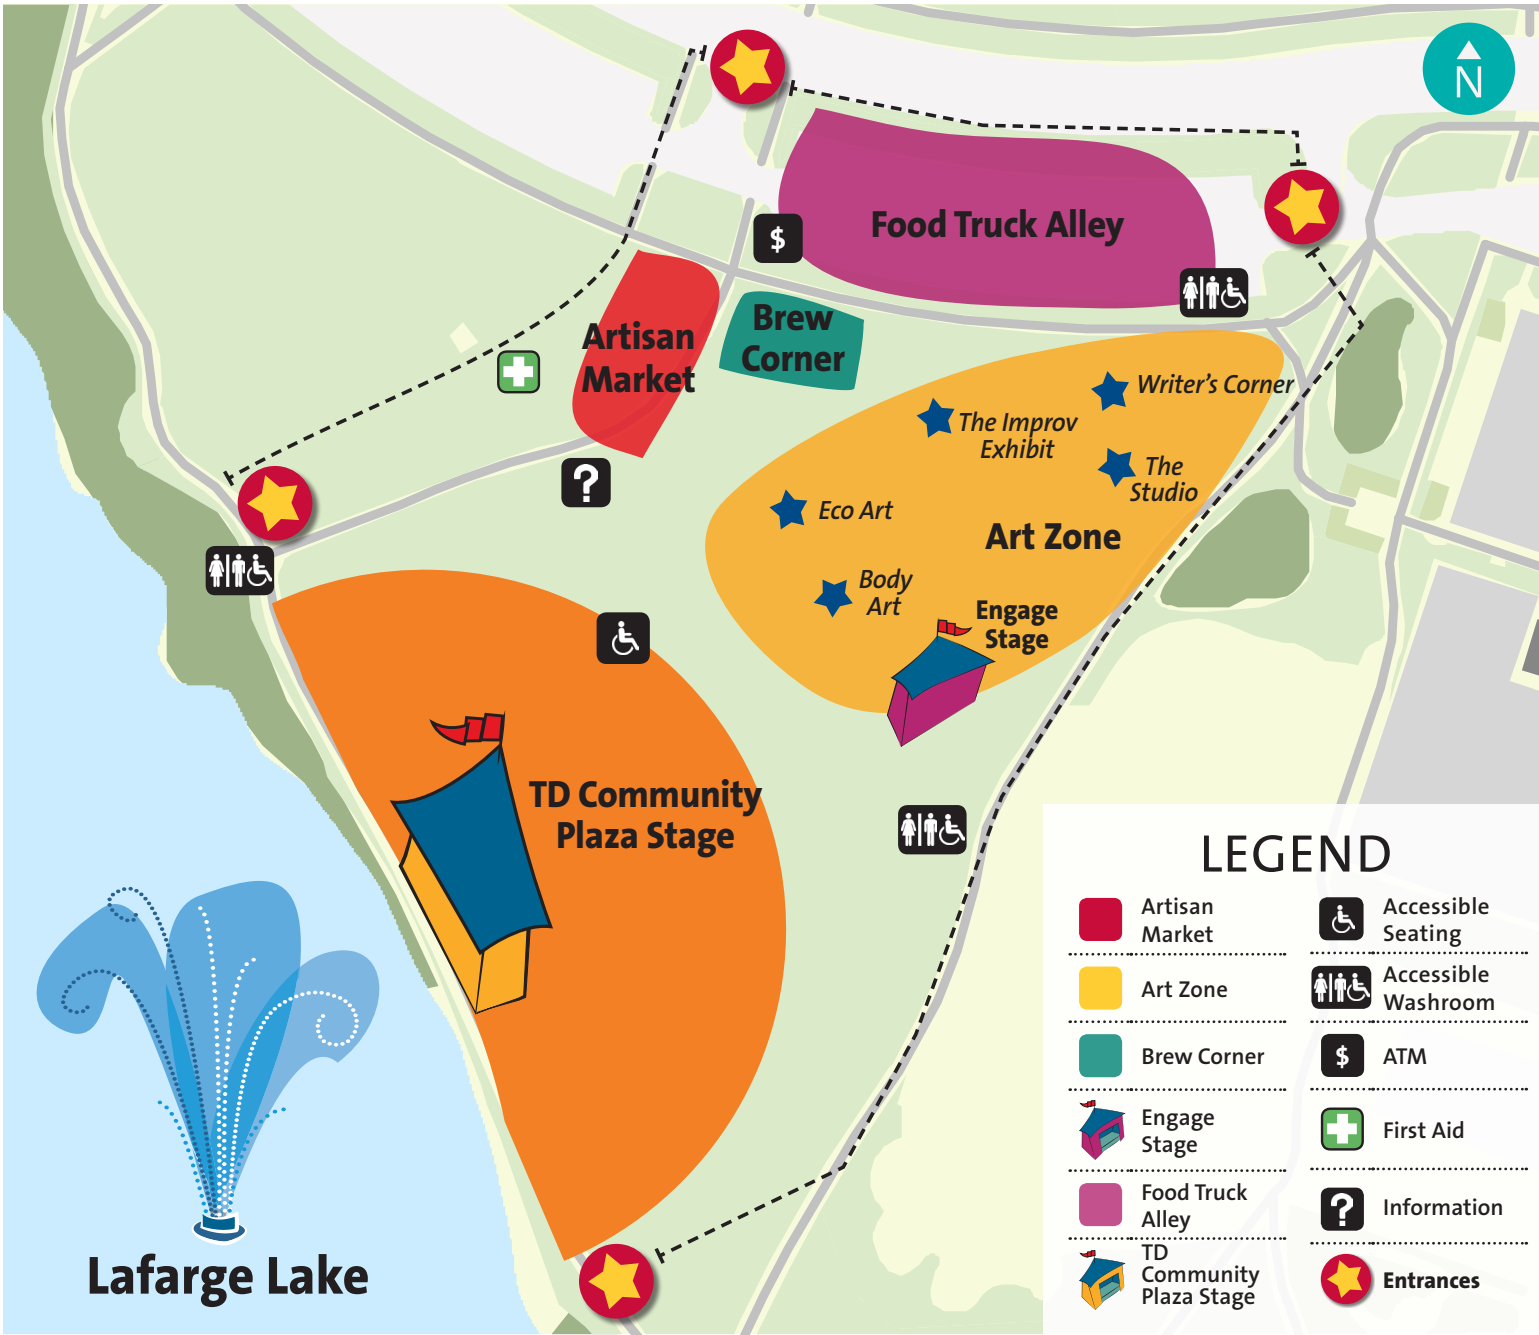 N
$
Food Truck Alley
Artisan
Market
Brew
Corner
?
Writer's Corner
The Improv
Exhibit
The
Studio
Eco Art
Art Zone
Body
Art
Engage
Stage
TD Community
Plaza Stage
Lafarge Lake
LEGEND
Artisan
Market
Art Zone
Brew Corner
Engage
Stage
Food Truck
Alley
TD
Community
Plaza Stage
Accessible
Seating
Accessible
Washroom
$
ATM
First Aid
?
Information
Entrances